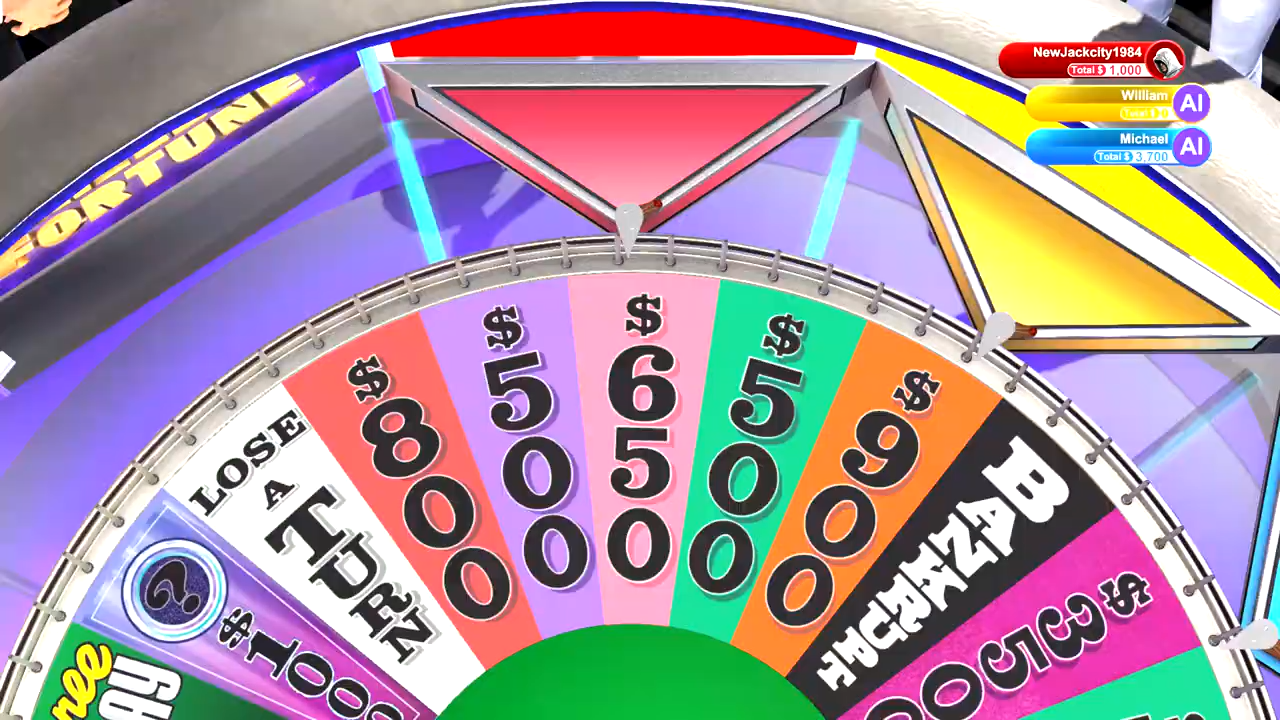 FORTUNE
NewJackcity1984
Total $ 1,000
William
AI
Michael
Total $ 3,700
AI
Free
?
$1000
LOSE
A
TURN
$800
$500
$650
$500
$900
BANKRUPT
$350